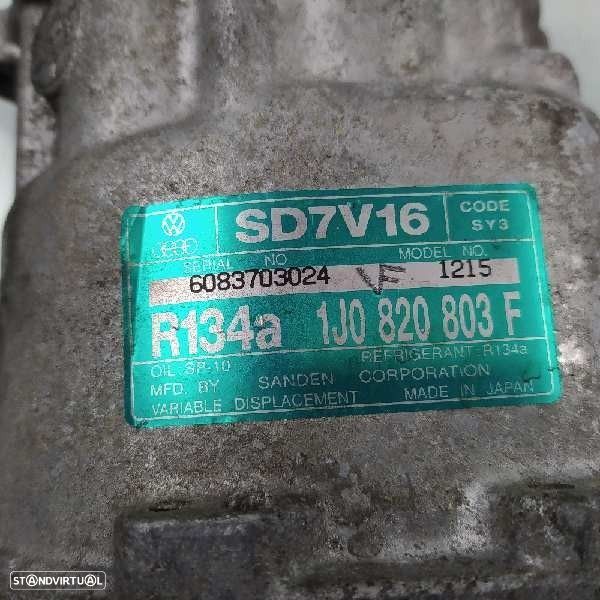 SD7V16
CODE
SY3
SERIAL NO
MODEL NO.
6083703024 VF 1215
R134a 1J0 820 803 F
OIL SP-10
REFRIGERANT R134a
MFD. BY SANDEN CORPORATION
VARIABLE DISPLACEMENT MADE IN JAPAN
STANDVIRTUAL